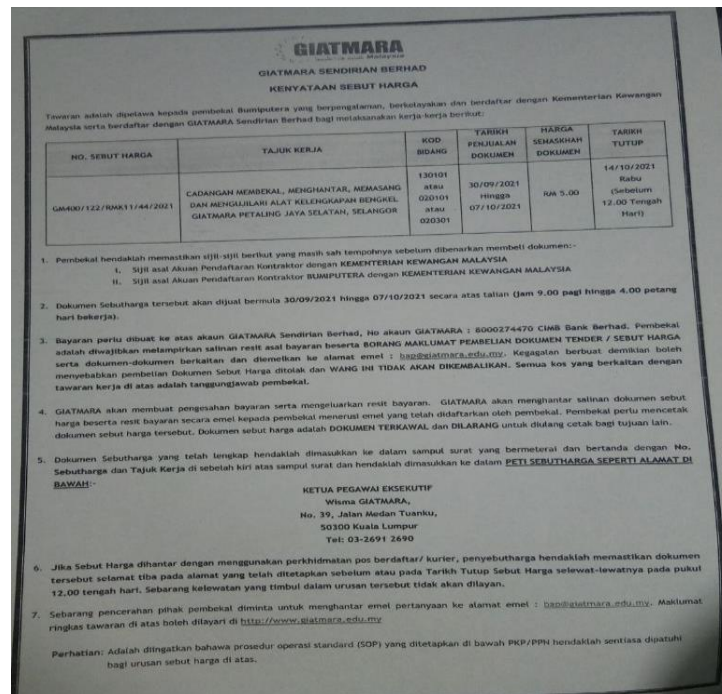 GIATMARA
Malaysia
GIATMARA SENDIRIAN BERHAD
KENYATAAN SEBUT HARGA
Tawaran adalah dipelawa kepada pembekal Bumiputera yang berpengalaman, berkelayakan dan berdaftar dengan Kementerian Kewangan
Malaysia serta berdaftar dengan GIATMARA Sendirian Berhad bagi melaksanakan kerja-kerja berikut:
NO. SEBUT HARGA
TAJUK KERJA
KOD
BIDANG
TARIKH
PENJUALAN
DOKUMEN
HARGA
SENASKHAH
DOKUMEN
TARIKH
TUTUP
GM400/122/RMK11/44/2021
CADANGAN MEMBEKAL, MENGHANTAR, MEMASANG
DAN MENGUJILARI ALAT KELENGKAPAN BENGKEL
GIATMARA PETALING JAYA SELATAN, SELANGOR
130101
atau
020101
atau
020301
30/09/2021
Hingga
07/10/2021
RM 5.00
14/10/2021
Rabu
(Sebelum
12.00 Tengah
Hari)
1. Pembekal hendaklah memastikan sijil-sijil berikut yang masih sah tempohnya sebelum dibenarkan membeli dokumen:-
I. Sijil asal Akuan Pendaftaran Kontraktor dengan KEMENTERIAN KEWANGAN MALAYSIA
II. Sijil asal Akuan Pendaftaran Kontraktor BUMIPUTERA dengan KEMENTERIAN KEWANGAN MALAYSIA
2. Dokumen Sebutharga tersebut akan dijual bermula 30/09/2021 hingga 07/10/2021 secara atas talian (jam 9.00 pagi hingga 4.00 petang
hari bekerja).
3. Bayaran perlu dibuat ke atas akaun GIATMARA Sendirian Berhad, No akaun GIATMARA : 8000274470 CIMB Bank Berhad. Pembekal
adalah diwajibkan melampirkan salinan resit asal bayaran beserta BORANG MAKLUMAT PEMBELIAN DOKUMEN TENDER / SEBUT HARGA
serta dokumen-dokumen berkaitan dan diemelkan ke alamat emel : bap@giatmara.edu.my. Kegagalan berbuat demikian boleh
menyebabkan pembelian Dokumen Sebut Harga ditolak dan WANG INI TIDAK AKAN DIKEMBALIKAN. Semua kos yang berkaitan dengan
tawaran kerja di atas adalah tanggungjawab pembekal.
4. GIATMARA akan membuat pengesahan bayaran serta mengeluarkan resit bayaran. GIATMARA akan menghantar salinan dokumen sebut
harga beserta resit bayaran secara emel kepada pembekal menerusi emel yang telah didaftarkan oleh pembekal. Pembekal perlu mencetak
dokumen sebut harga tersebut. Dokumen sebut harga adalah DOKUMEN TERKAWAL dan DILARANG untuk diulang cetak bagi tujuan lain.
5. Dokumen Sebutharga yang telah lengkap hendaklah dimasukkan ke dalam sampul surat yang bermeterai dan bertanda dengan No.
Sebutharga dan Tajuk Kerja di sebelah kiri atas sampul surat dan hendaklah dimasukkan ke dalam PETI SEBUTHARGA SEPERTI ALAMAT DI
BAWAH:-
KETUA PEGAWAI EKSEKUTIF
Wisma GIATMARA,
No. 39, Jalan Medan Tuanku,
50300 Kuala Lumpur
Tel: 03-2691 2690
6. Jika Sebut Harga dihantar dengan menggunakan perkhidmatan pos berdaftar/ kurier, penyebutharga hendaklah memastikan dokumen
tersebut selamat tiba pada alamat yang telah ditetapkan sebelum atau pada Tarikh Tutup Sebut Harga selewat-lewatnya pada pukul
12.00 tengah hari. Sebarang kelewatan yang timbul dalam urusan tersebut tidak akan dilayan.
7. Sebarang pencerahan pihak pembekal diminta untuk menghantar emel pertanyaan ke alamat emel : bap@giatmara.edu.my. Maklumat
ringkas tawaran di atas boleh dilayari di http://www.giatmara.edu.my
Perhatian: Adalah diingatkan bahawa prosedur operasi standard (SOP) yang ditetapkan di bawah PKP/PPN hendaklah sentiasa dipatuhi
bagi urusan sebut harga di atas.